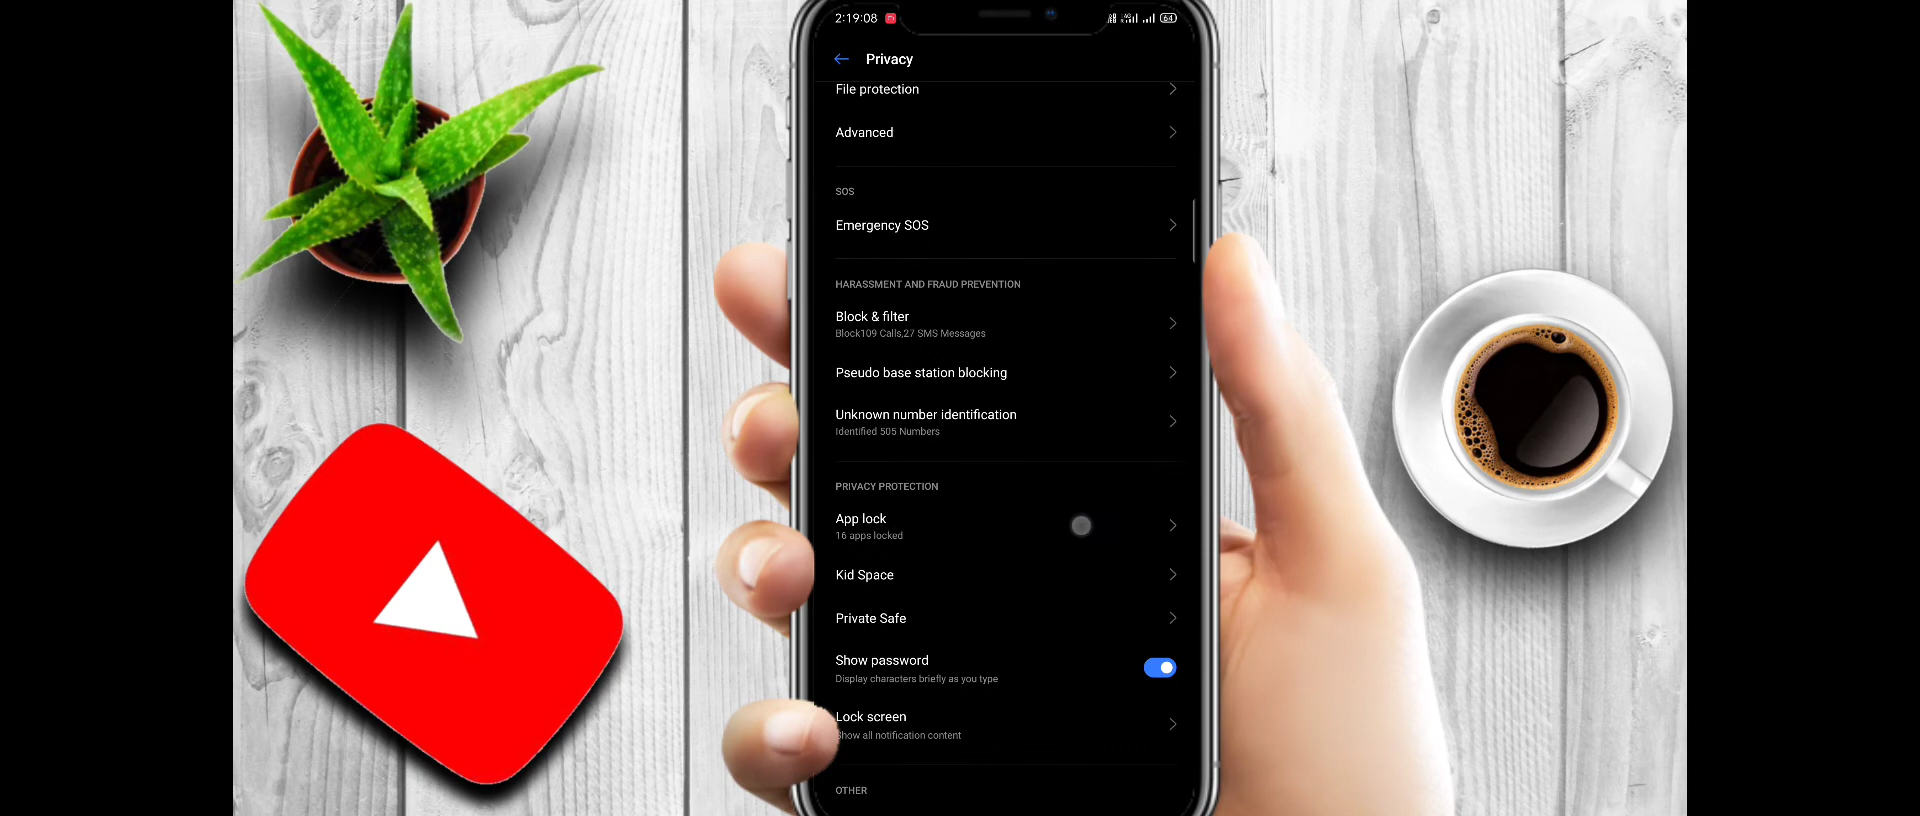 2:19:08
64
Privacy
File protection
Advanced
SOS
Emergency SOS
HARASSMENT AND FRAUD PREVENTION
Block & filter
Block109 Calls,27 SMS Messages
Pseudo base station blocking
Unknown number identification
Identified 505 Numbers
PRIVACY PROTECTION
App lock
16 apps locked
Kid Space
Private Safe
Show password
Display characters briefly as you type
Lock screen
Show all notification content
OTHER